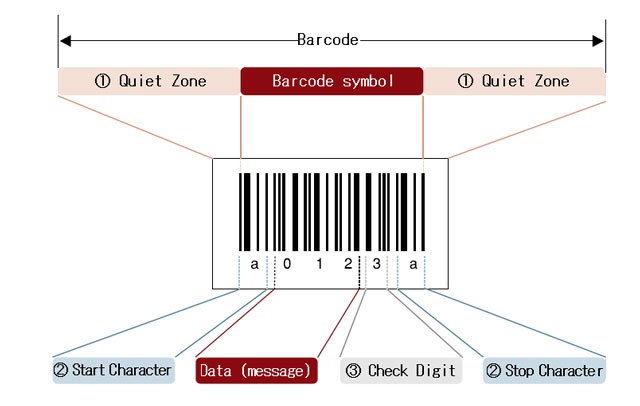 Barcode
① Quiet Zone Barcode symbol ① Quiet Zone
a 0 1 2 3 a
② Start Character Data (message) ③ Check Digit ② Stop Character